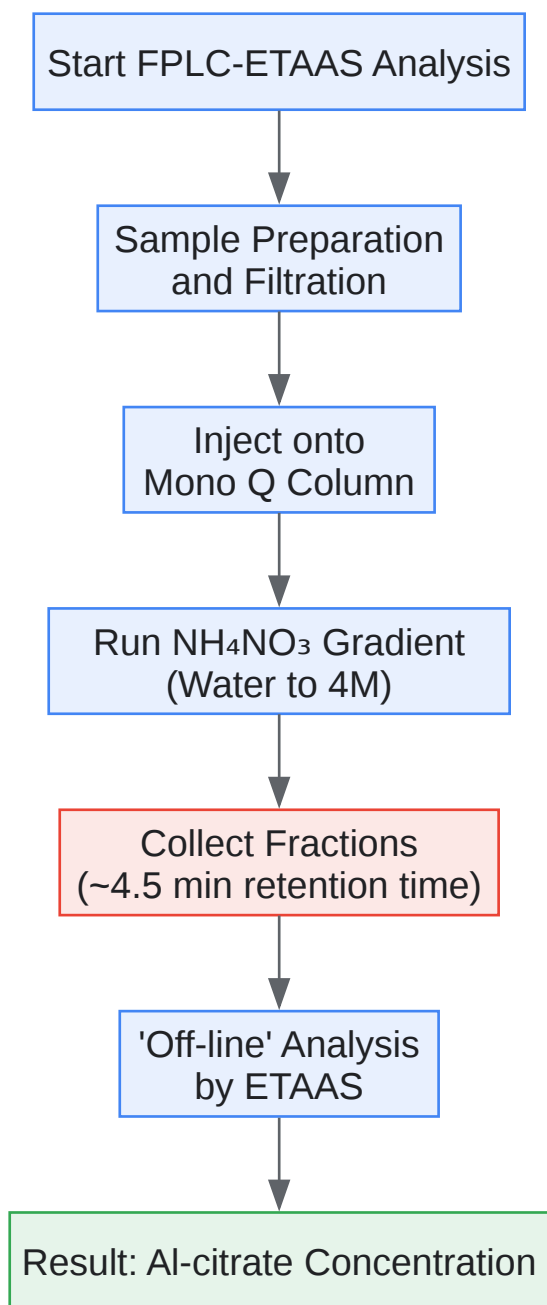 Start FPLC-ETAAS Analysis
Sample Preparation
and Filtration
Inject onto
Mono Q Column
Run NH₄NO₃ Gradient
(Water to 4M)
Collect Fractions
(~4.5 min retention time)
'Off-line' Analysis
by ETAAS
Result: Al-citrate Concentration